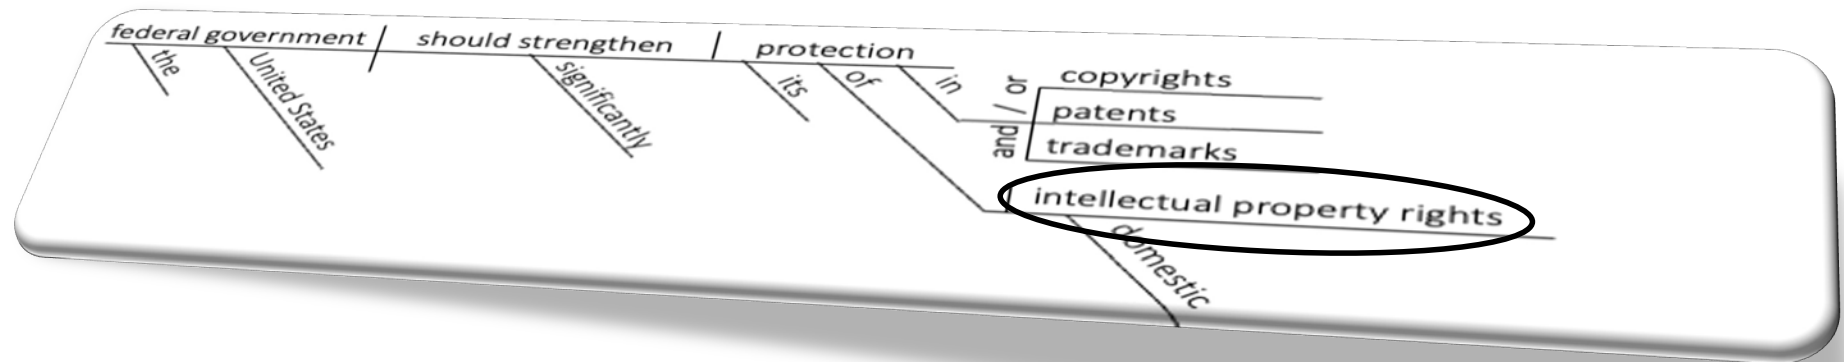 federal government should strengthen protection
the United States significantly its of in
and / or
copyrights
patents
trademarks
intellectual property rights
domestic